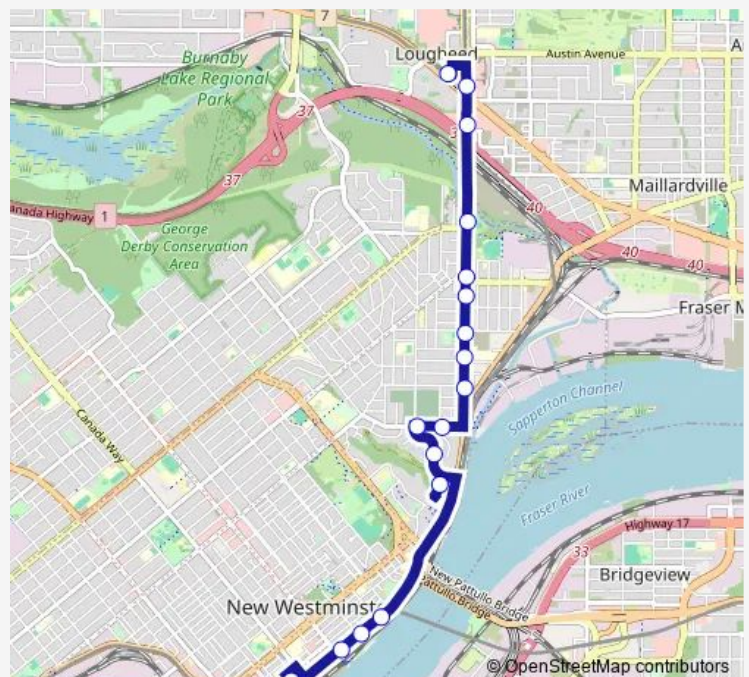 7
Lougheed
Austin Avenue
A
Burnaby
Lake Regional
Park
37
3
Maillardville
37
40
anada Highway 1
George
Derby Conservation
Area
40
40
Fraser M
Sapperton Channel
Canada Way
Fraser River
Highway 17
33
Bridgeview
New Pattullo Bridge
Pattullo Bridge
New Westminst
© OpenStreetMap contributors